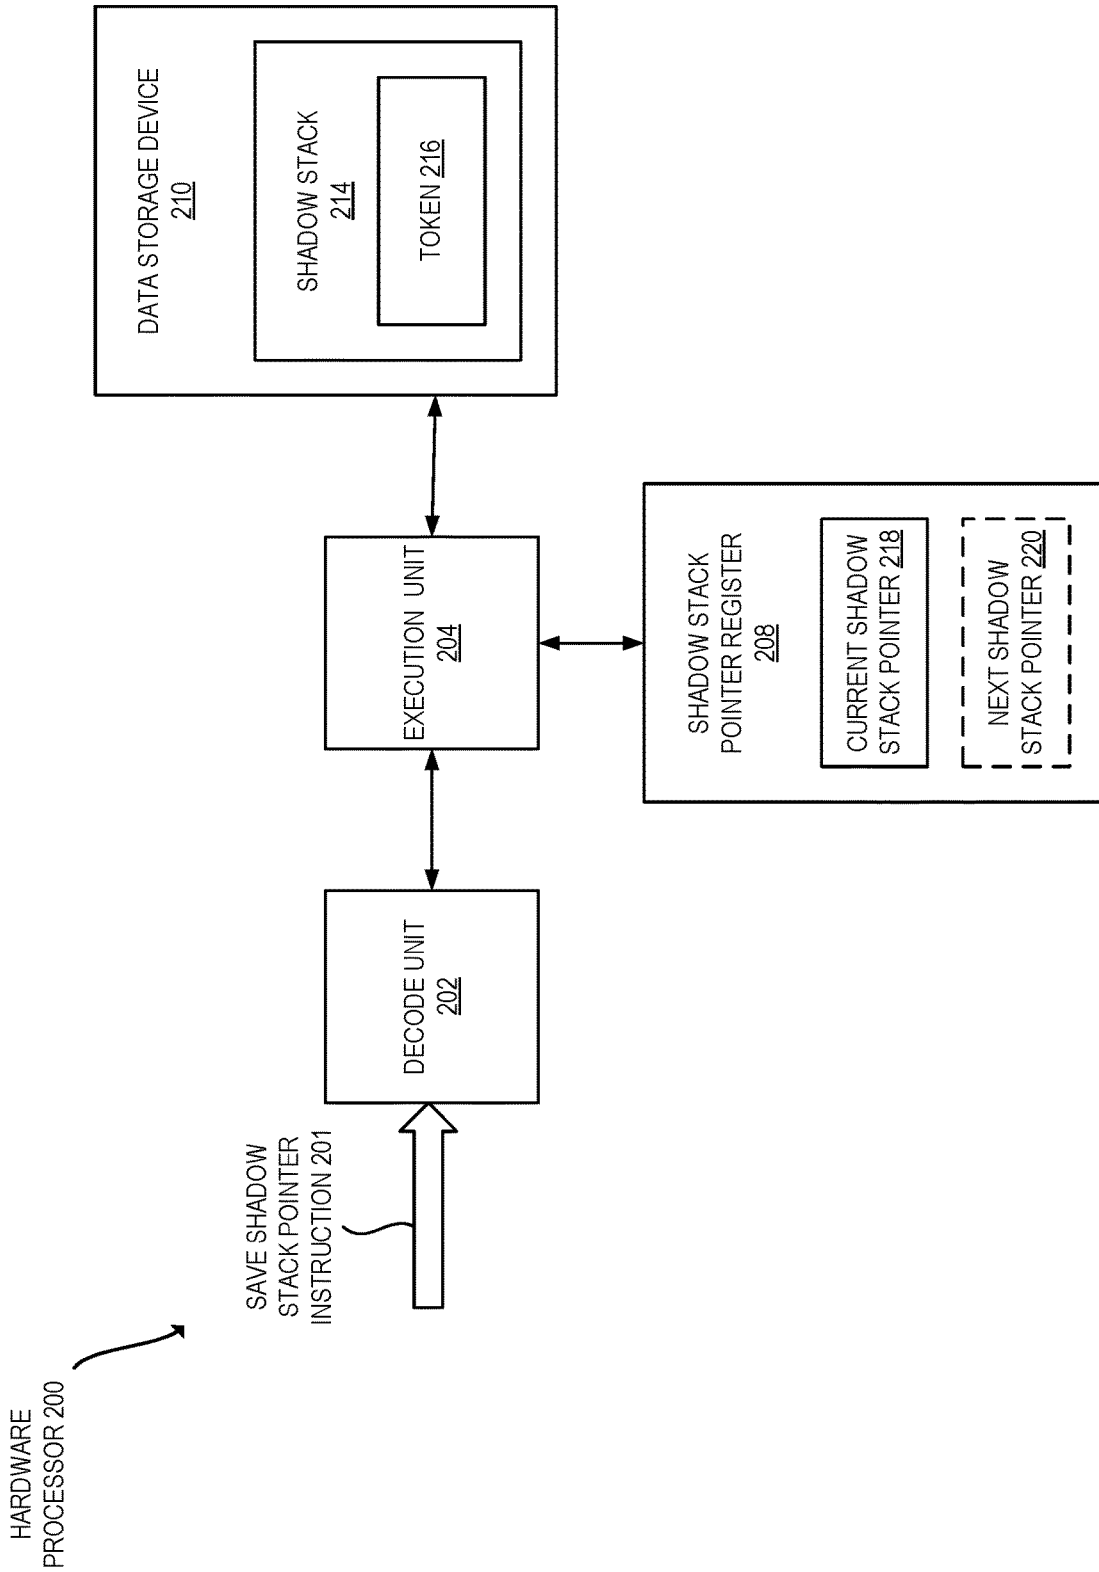 HARDWARE
PROCESSOR 200
SAVE SHADOW
STACK POINTER
INSTRUCTION 201
DECODE UNIT
202
EXECUTION UNIT
204
DATA STORAGE DEVICE
210
SHADOW STACK
214
TOKEN 216
SHADOW STACK
POINTER REGISTER
208
CURRENT SHADOW
STACK POINTER 218
NEXT SHADOW
STACK POINTER 220